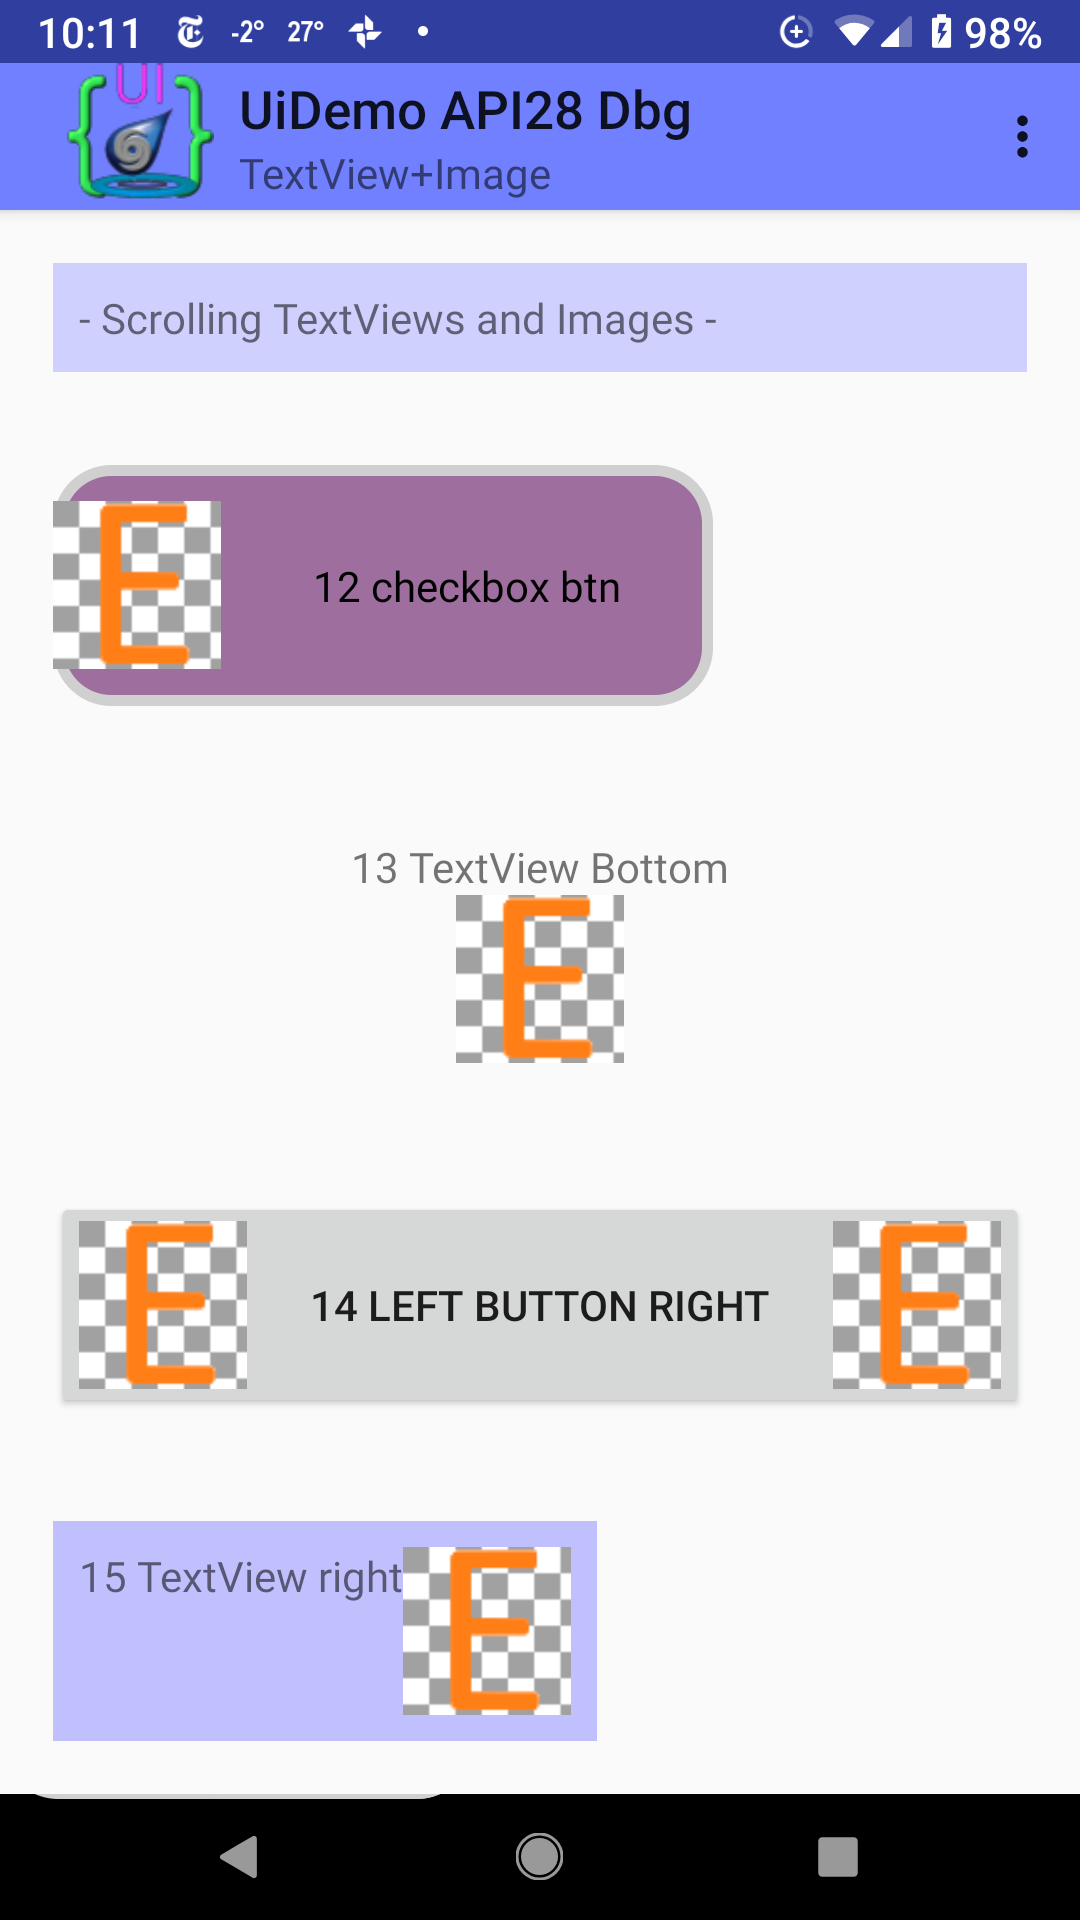 10:11 -2° 27° 98%
UI
UiDemo API28 Dbg
TextView+Image
- Scrolling TextViews and Images -
E 12 checkbox btn
13 TextView Bottom
E
E 14 LEFT BUTTON RIGHT E
15 TextView right E